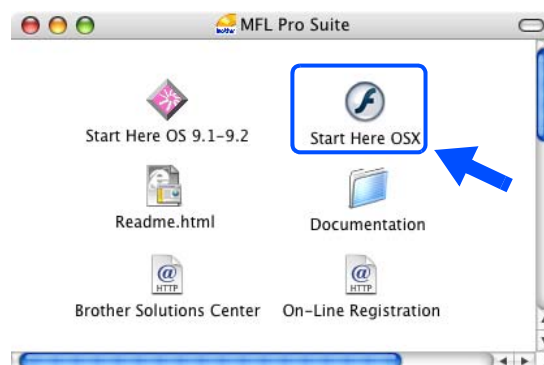 MFL Pro Suite
Start Here OS 9.1-9.2
Start Here OSX
Readme.html
Documentation
@
HTTP
@
HTTP
Brother Solutions Center
On-Line Registration